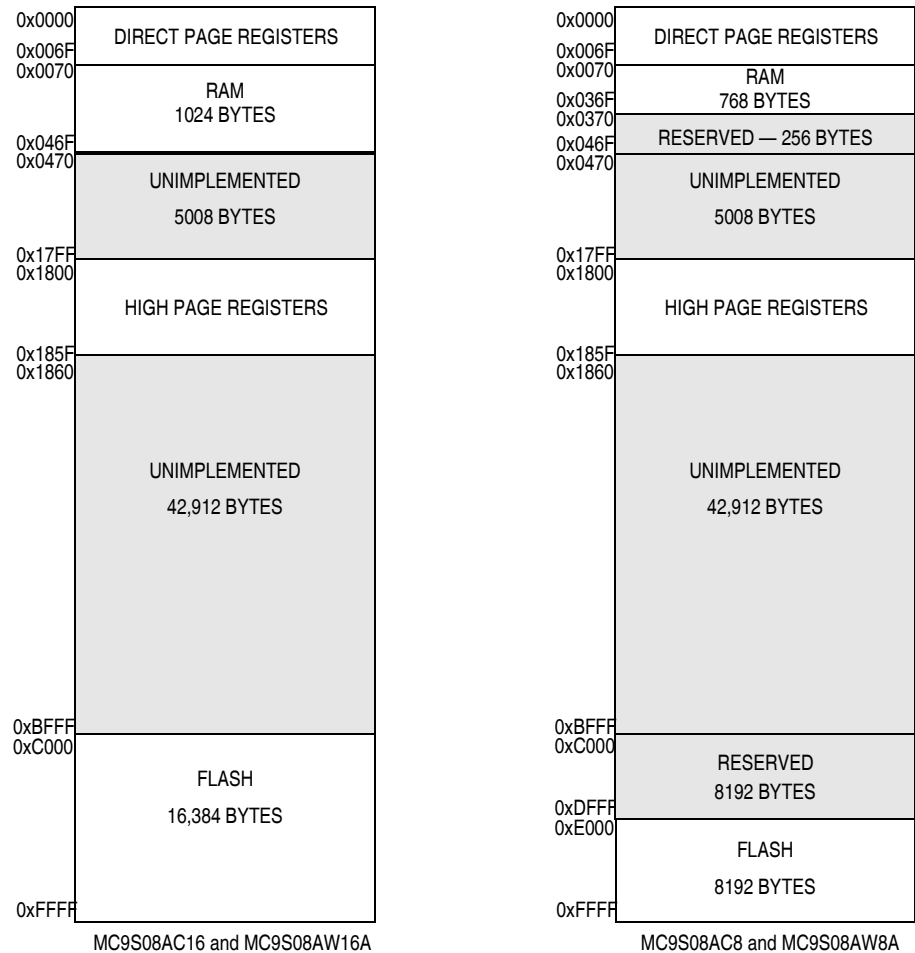 0x0000
DIRECT PAGE REGISTERS
0x006F
0x0070
RAM
1024 BYTES
0x046F
0x0470
UNIMPLEMENTED
5008 BYTES
0x17FF
0x1800
HIGH PAGE REGISTERS
0x185F
0x1860
UNIMPLEMENTED
42,912 BYTES
0xBFFF
0xC000
FLASH
16,384 BYTES
0xFFFF
MC9S08AC16 and MC9S08AW16A
0x0000
DIRECT PAGE REGISTERS
0x006F
0x0070
RAM
768 BYTES
0x036F
0x0370
RESERVED — 256 BYTES
0x046F
0x0470
UNIMPLEMENTED
5008 BYTES
0x17FF
0x1800
HIGH PAGE REGISTERS
0x185F
0x1860
UNIMPLEMENTED
42,912 BYTES
0xBFFF
0xC000
RESERVED
8192 BYTES
0xDFFF
0xE000
FLASH
8192 BYTES
0xFFFF
MC9S08AC8 and MC9S08AW8A